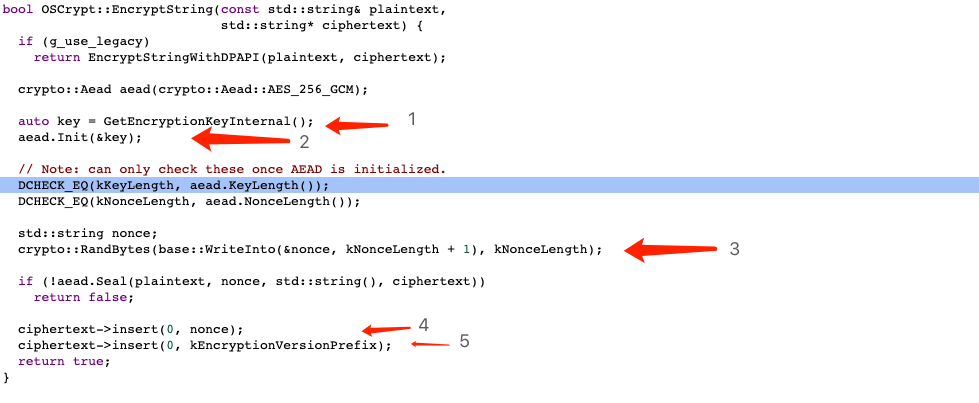 bool OSCrypt::EncryptString(const std::string& plaintext,
                            std::string* ciphertext) {
  if (g_use_legacy)
    return EncryptStringWithDPAPI(plaintext, ciphertext);

  crypto::Aead aead(crypto::Aead::AES_256_GCM);

  auto key = GetEncryptionKeyInternal(); 1
  aead.Init(&key); 2

  // Note: can only check these once AEAD is initialized.
  DCHECK_EQ(kKeyLength, aead.KeyLength());
  DCHECK_EQ(kNonceLength, aead.NonceLength());

  std::string nonce;
  crypto::RandBytes(base::WriteInto(&nonce, kNonceLength + 1), kNonceLength); 3

  if (!aead.Seal(plaintext, nonce, std::string(), ciphertext))
    return false;

  ciphertext->insert(0, nonce); 4
  ciphertext->insert(0, kEncryptionVersionPrefix); 5
  return true;
}